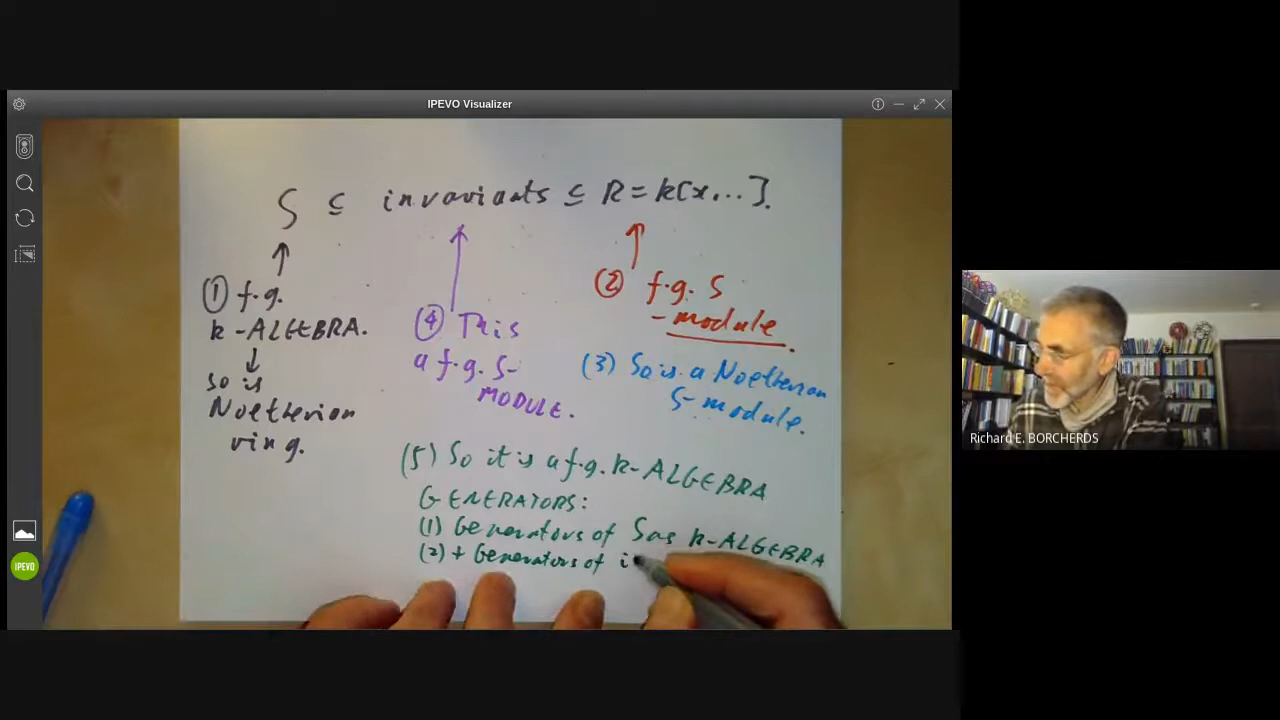 IPEVO Visualizer
S ⊆ invariants ⊆ R = k[x,...].
① f.g.
k-ALGEBRA.
↓
so is
Noetherian
ring.
④ This
a f.g. S-
MODULE.
② f.g. S
-module.
(3) So is a Noetherian
S-module.
(5) So it is a f.g. k-ALGEBRA
GENERATORS:
(1) Generators of S as k-ALGEBRA
(2) + Generators of i
IPEVO
Richard E. BORCHERDS